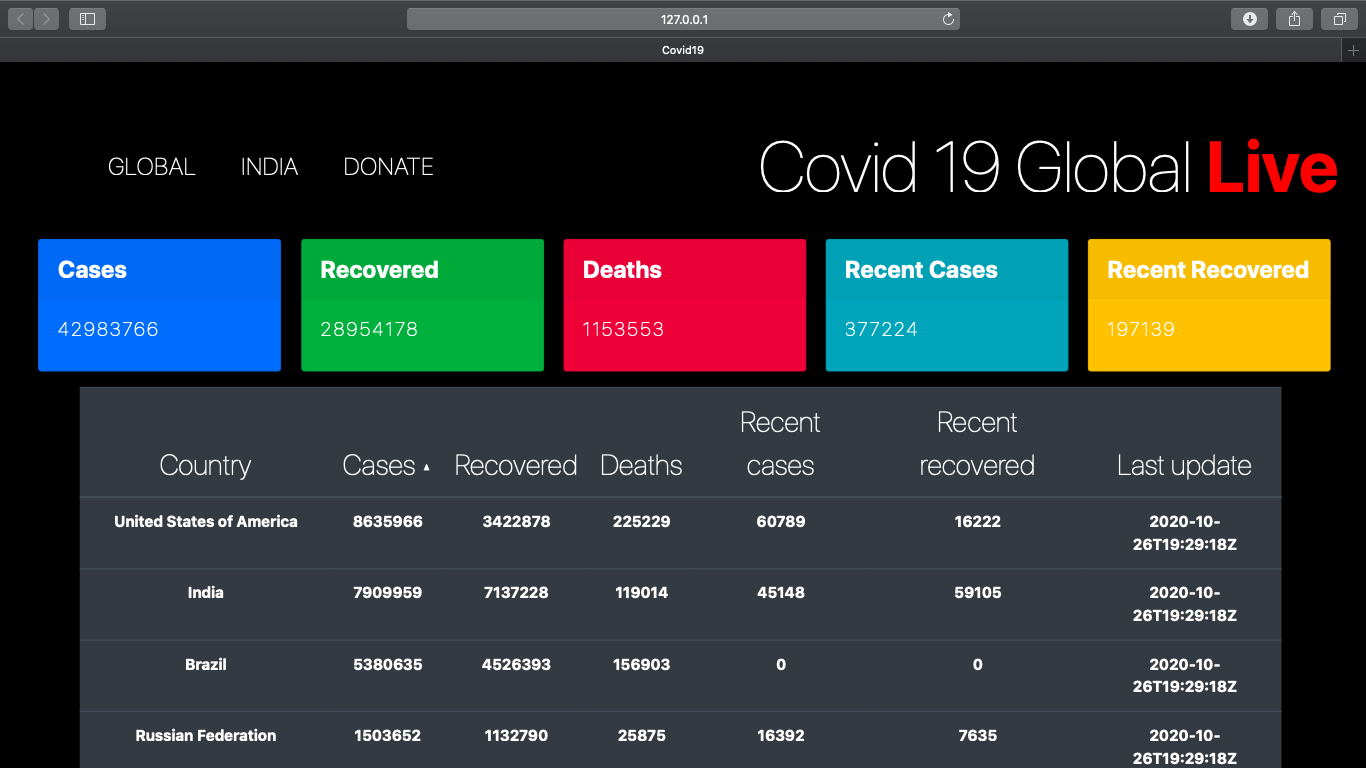 127.0.0.1
Covid19
GLOBAL INDIA DONATE
Covid 19 Global Live
Cases Recovered Deaths Recent Cases Recent Recovered
42983766 28954178 1153553 377224 197139
Recent Recent
Country Cases ▲ Recovered Deaths cases recovered Last update
United States of America 8635966 3422878 225229 60789 16222 2020-10-
26T19:29:18Z
India 7909959 7137228 119014 45148 59105 2020-10-
26T19:29:18Z
Brazil 5380635 4526393 156903 0 0 2020-10-
26T19:29:18Z
Russian Federation 1503652 1132790 25875 16392 7635 2020-10-
26T19:29:18Z